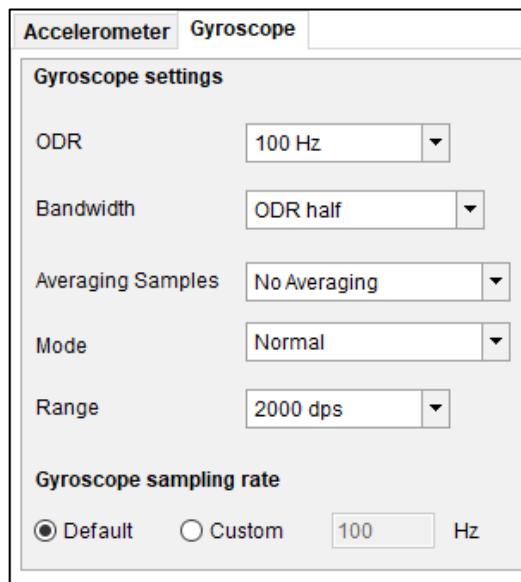 Accelerometer Gyroscope
Gyroscope settings
ODR 100 Hz
Bandwidth ODR half
Averaging Samples No Averaging
Mode Normal
Range 2000 dps
Gyroscope sampling rate
Default Custom 100 Hz